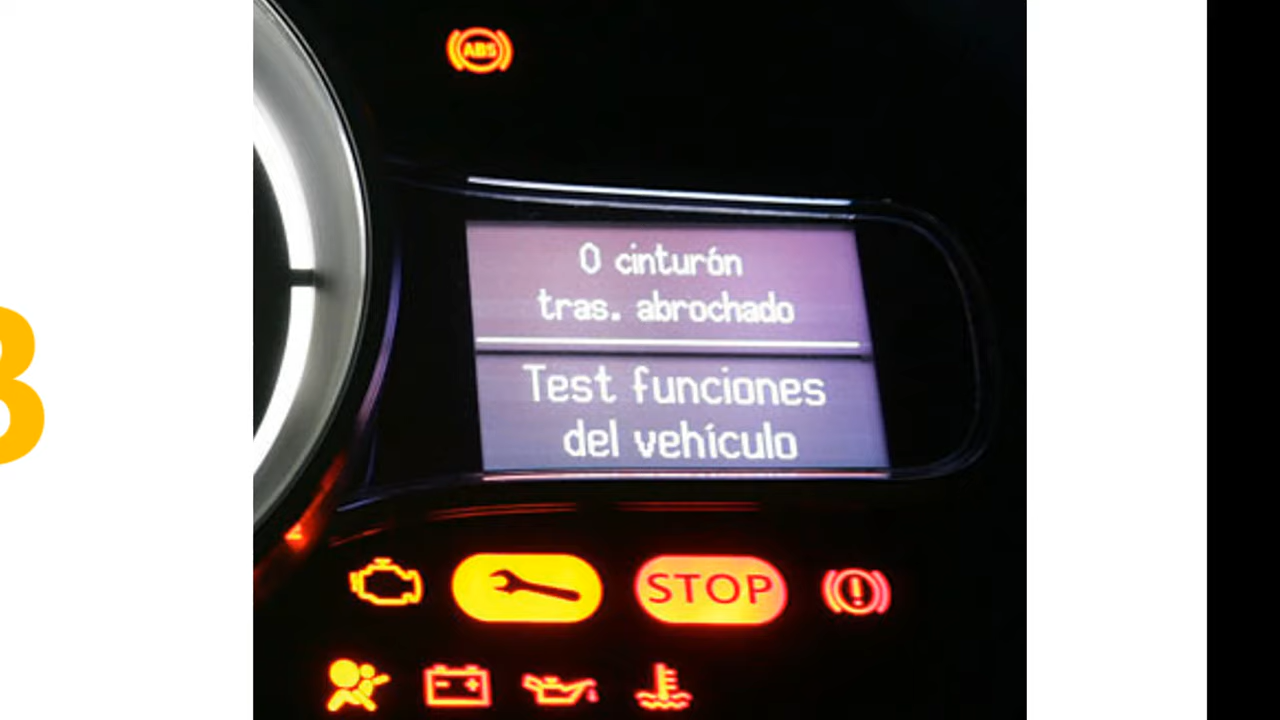 ABS
0 cinturón
tras. abrochado
Test funciones
del vehículo
STOP